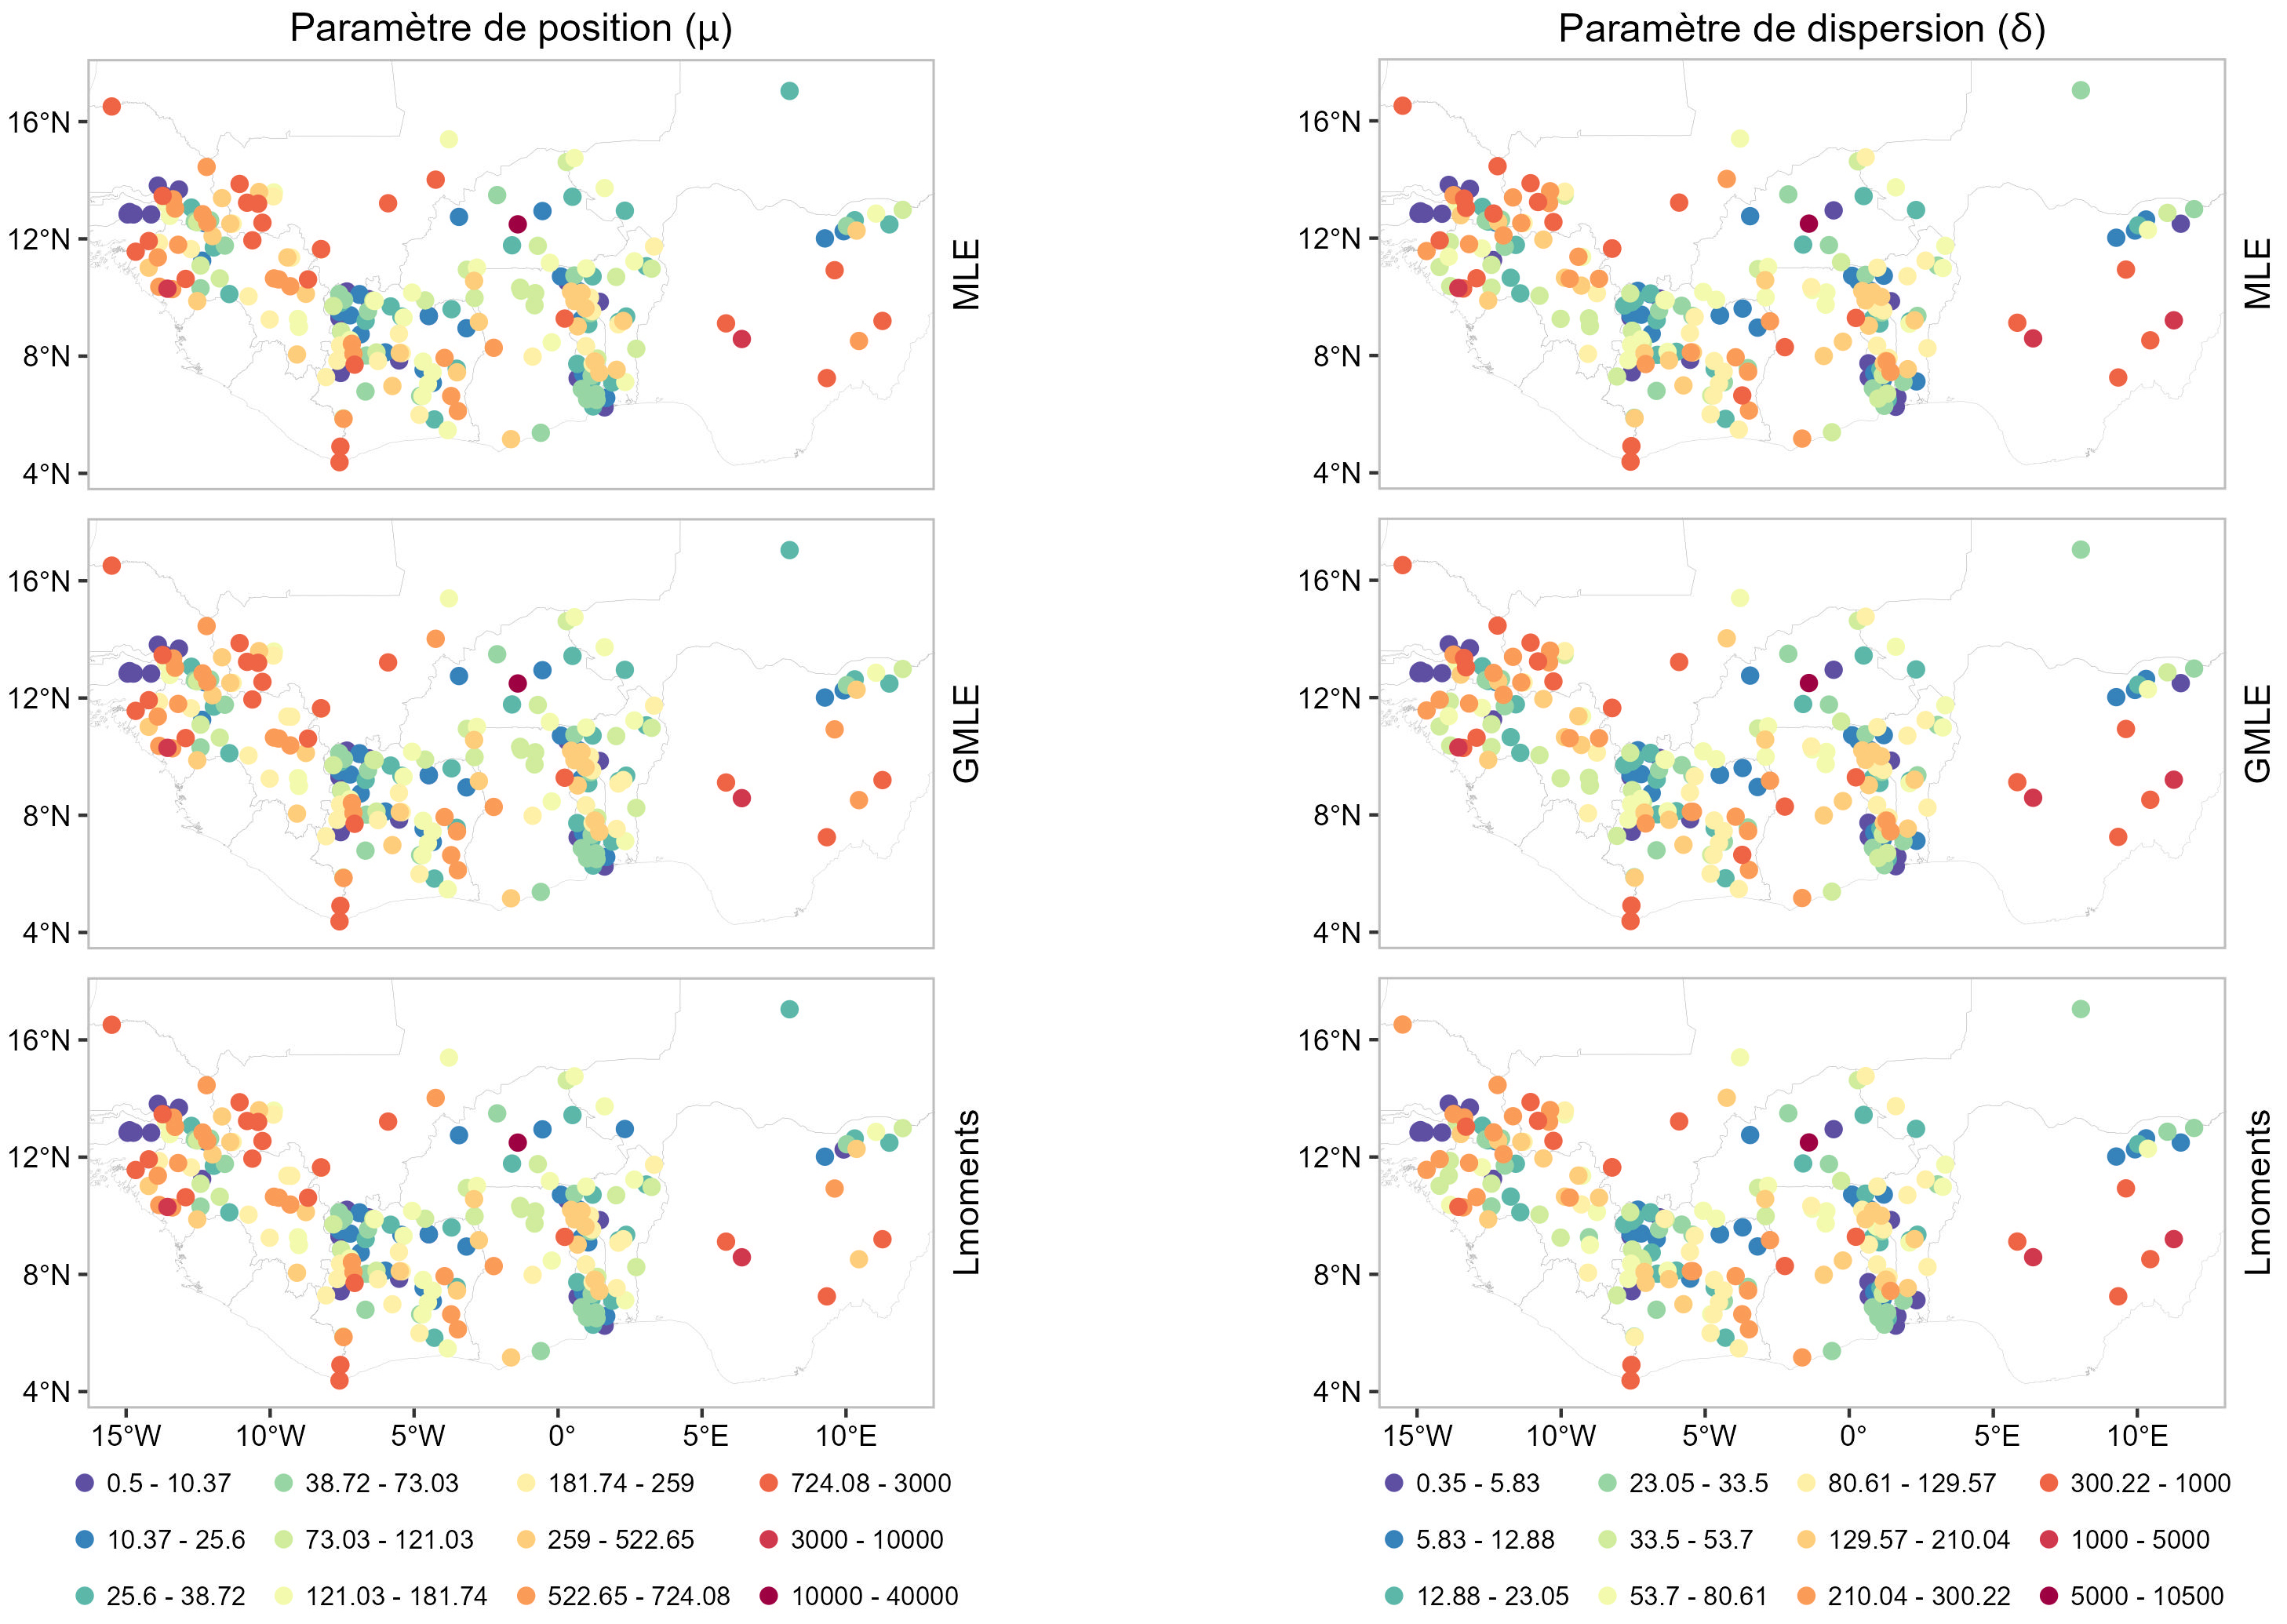 Paramètre de position (μ)
Paramètre de dispersion (δ)
16°N
12°N
8°N
4°N
MLE
16°N
12°N
8°N
4°N
MLE
16°N
12°N
8°N
4°N
GMLE
16°N
12°N
8°N
4°N
GMLE
16°N
12°N
8°N
4°N
Lmoments
16°N
12°N
8°N
4°N
Lmoments
15°W 10°W 5°W 0° 5°E 10°E
15°W 10°W 5°W 0° 5°E 10°E
0.5 - 10.37 38.72 - 73.03 181.74 - 259 724.08 - 3000
10.37 - 25.6 73.03 - 121.03 259 - 522.65 3000 - 10000
25.6 - 38.72 121.03 - 181.74 522.65 - 724.08 10000 - 40000
0.35 - 5.83 23.05 - 33.5 80.61 - 129.57 300.22 - 1000
5.83 - 12.88 33.5 - 53.7 129.57 - 210.04 1000 - 5000
12.88 - 23.05 53.7 - 80.61 210.04 - 300.22 5000 - 10500